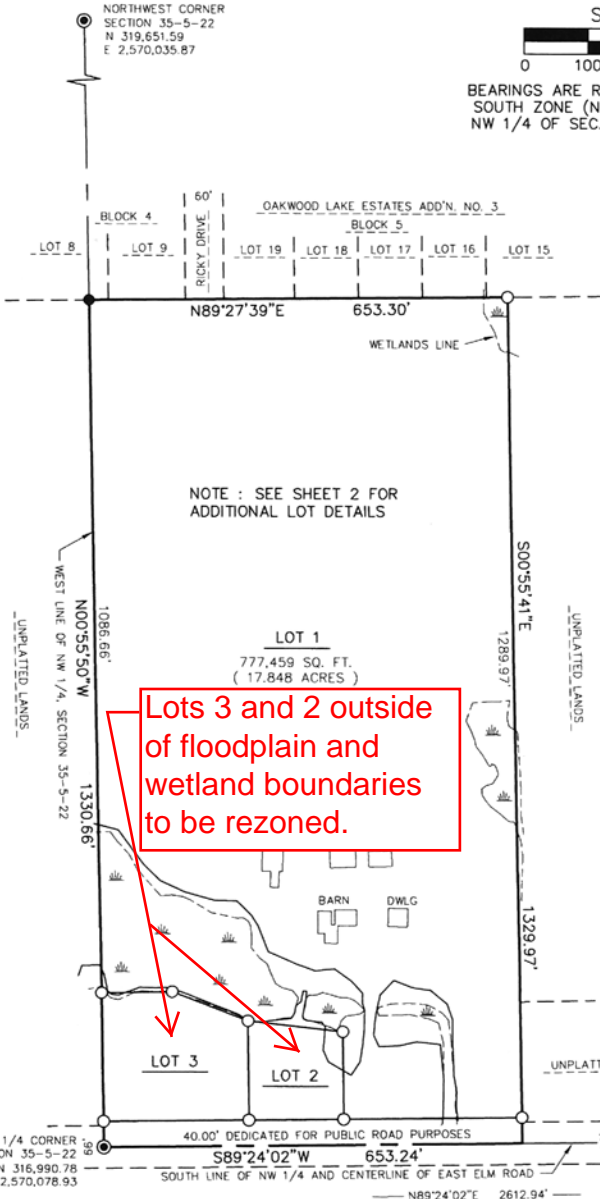 NORTHWEST CORNER
SECTION 35-5-22
N 319,651.59
E 2,570,035.87
S
0 100
BEARINGS ARE R
SOUTH ZONE (N
NW 1/4 OF SEC.
60'
OAKWOOD LAKE ESTATES ADD'N. NO. 3
BLOCK 4
BLOCK 5
LOT 8
LOT 9
RICKY DRIVE
LOT 19
LOT 18
LOT 17
LOT 16
LOT 15
N89°27'39"E 653.30'
WETLANDS LINE
NOTE : SEE SHEET 2 FOR
ADDITIONAL LOT DETAILS
WEST LINE OF NW 1/4, SECTION 35-5-22
N00°55'50"W
1086.66'
1330.66'
S00°55'41"E
1289.97'
1329.97'
UNPLATTED LANDS
UNPLATTED LANDS
LOT 1
777,459 SQ. FT.
( 17.848 ACRES )
Lots 3 and 2 outside
of floodplain and
wetland boundaries
to be rezoned.
BARN
DWLG
LOT 3
LOT 2
UNPLATT
1/4 CORNER
ON 35-5-22
N 316,990.78
2,570,078.93
66
40.00' DEDICATED FOR PUBLIC ROAD PURPOSES
S89°24'02"W 653.24'
SOUTH LINE OF NW 1/4 AND CENTERLINE OF EAST ELM ROAD
N89°24'02"E 2612.94'